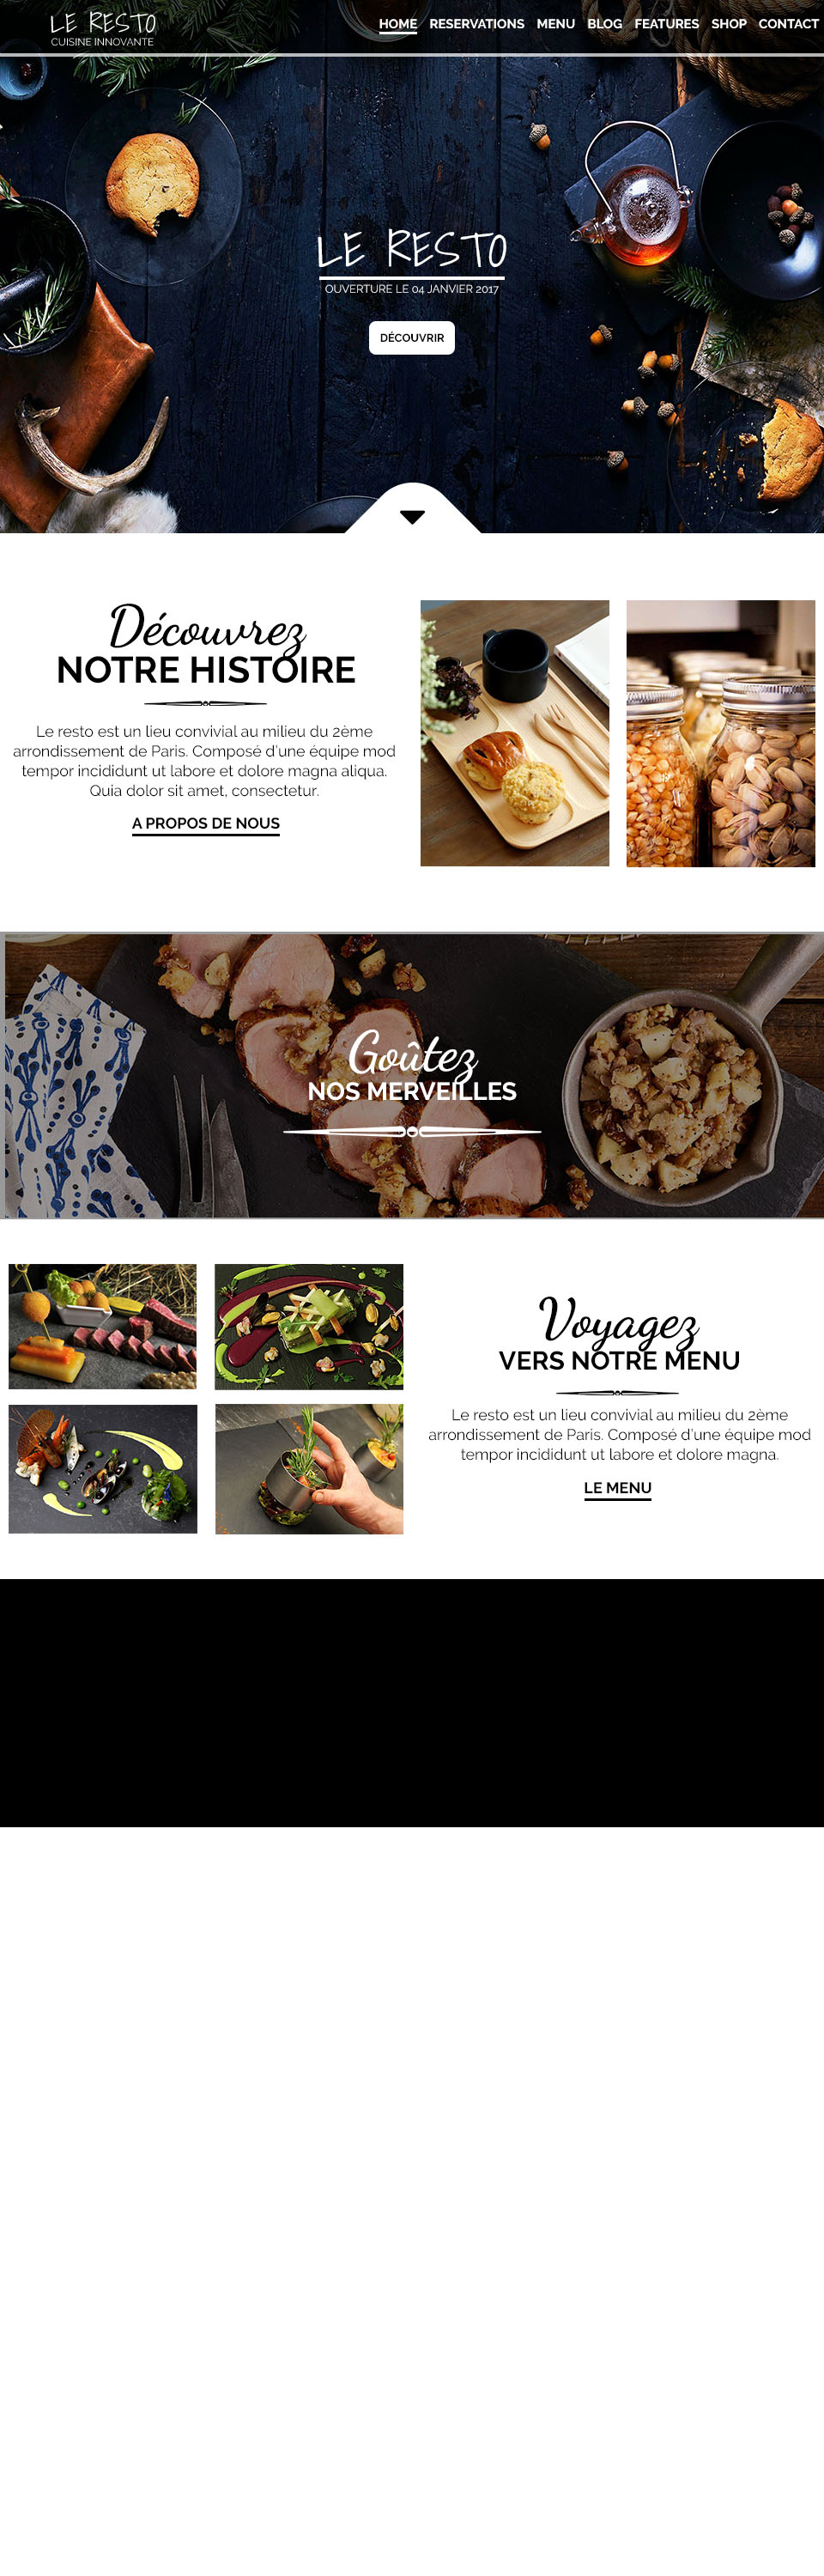 LE RESTO
CUISINE INNOVANTE
HOME RESERVATIONS MENU BLOG FEATURES SHOP CONTACT
LE RESTO
OUVERTURE LE 04 JANVIER 2017
DÉCOUVRIR
Découvrez
NOTRE HISTOIRE
Le resto est un lieu convivial au milieu du 2ème
arrondissement de Paris. Composé d'une équipe mod
tempor incididunt ut labore et dolore magna aliqua.
Quia dolor sit amet, consectetur.
A PROPOS DE NOUS
Goûtez
NOS MERVEILLES
Voyagez
VERS NOTRE MENU
Le resto est un lieu convivial au milieu du 2ème
arrondissement de Paris. Composé d'une équipe mod
tempor incididunt ut labore et dolore magna.
LE MENU